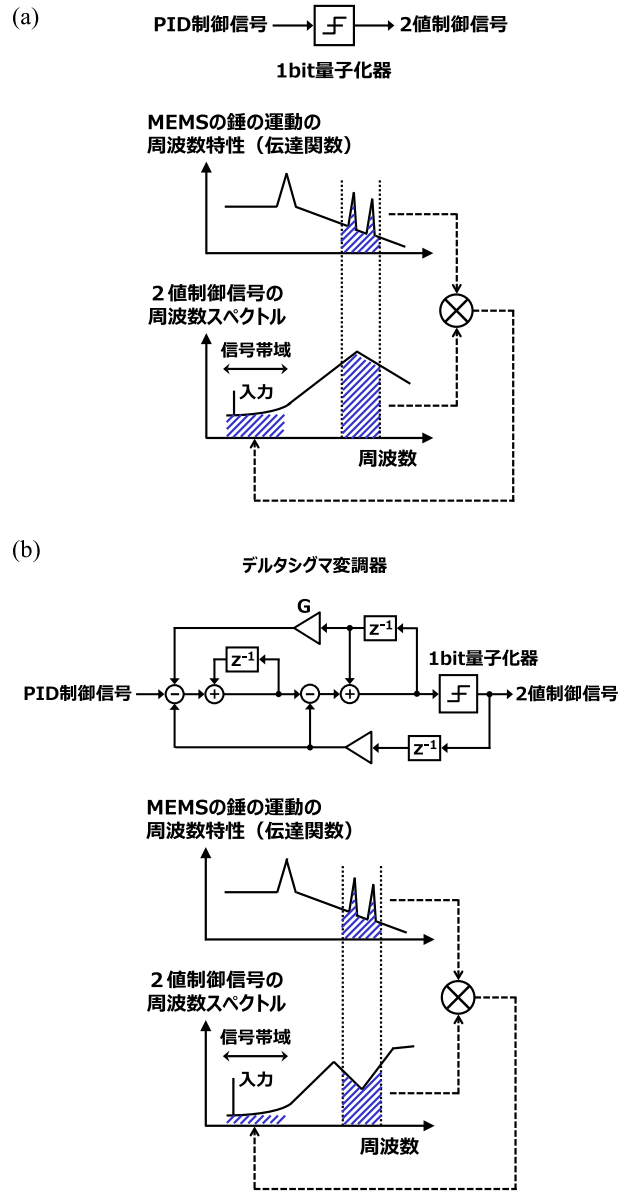 (a)
PID制御信号
2値制御信号
1bit量子化器
MEMSの錘の運動の
周波数特性（伝達関数）
2値制御信号の
周波数スペクトル
信号帯域
入力
周波数
(b)
デルタシグマ変調器
G
z-1
z-1
1bit量子化器
PID制御信号
2値制御信号
z-1
MEMSの錘の運動の
周波数特性（伝達関数）
2値制御信号の
周波数スペクトル
信号帯域
入力
周波数